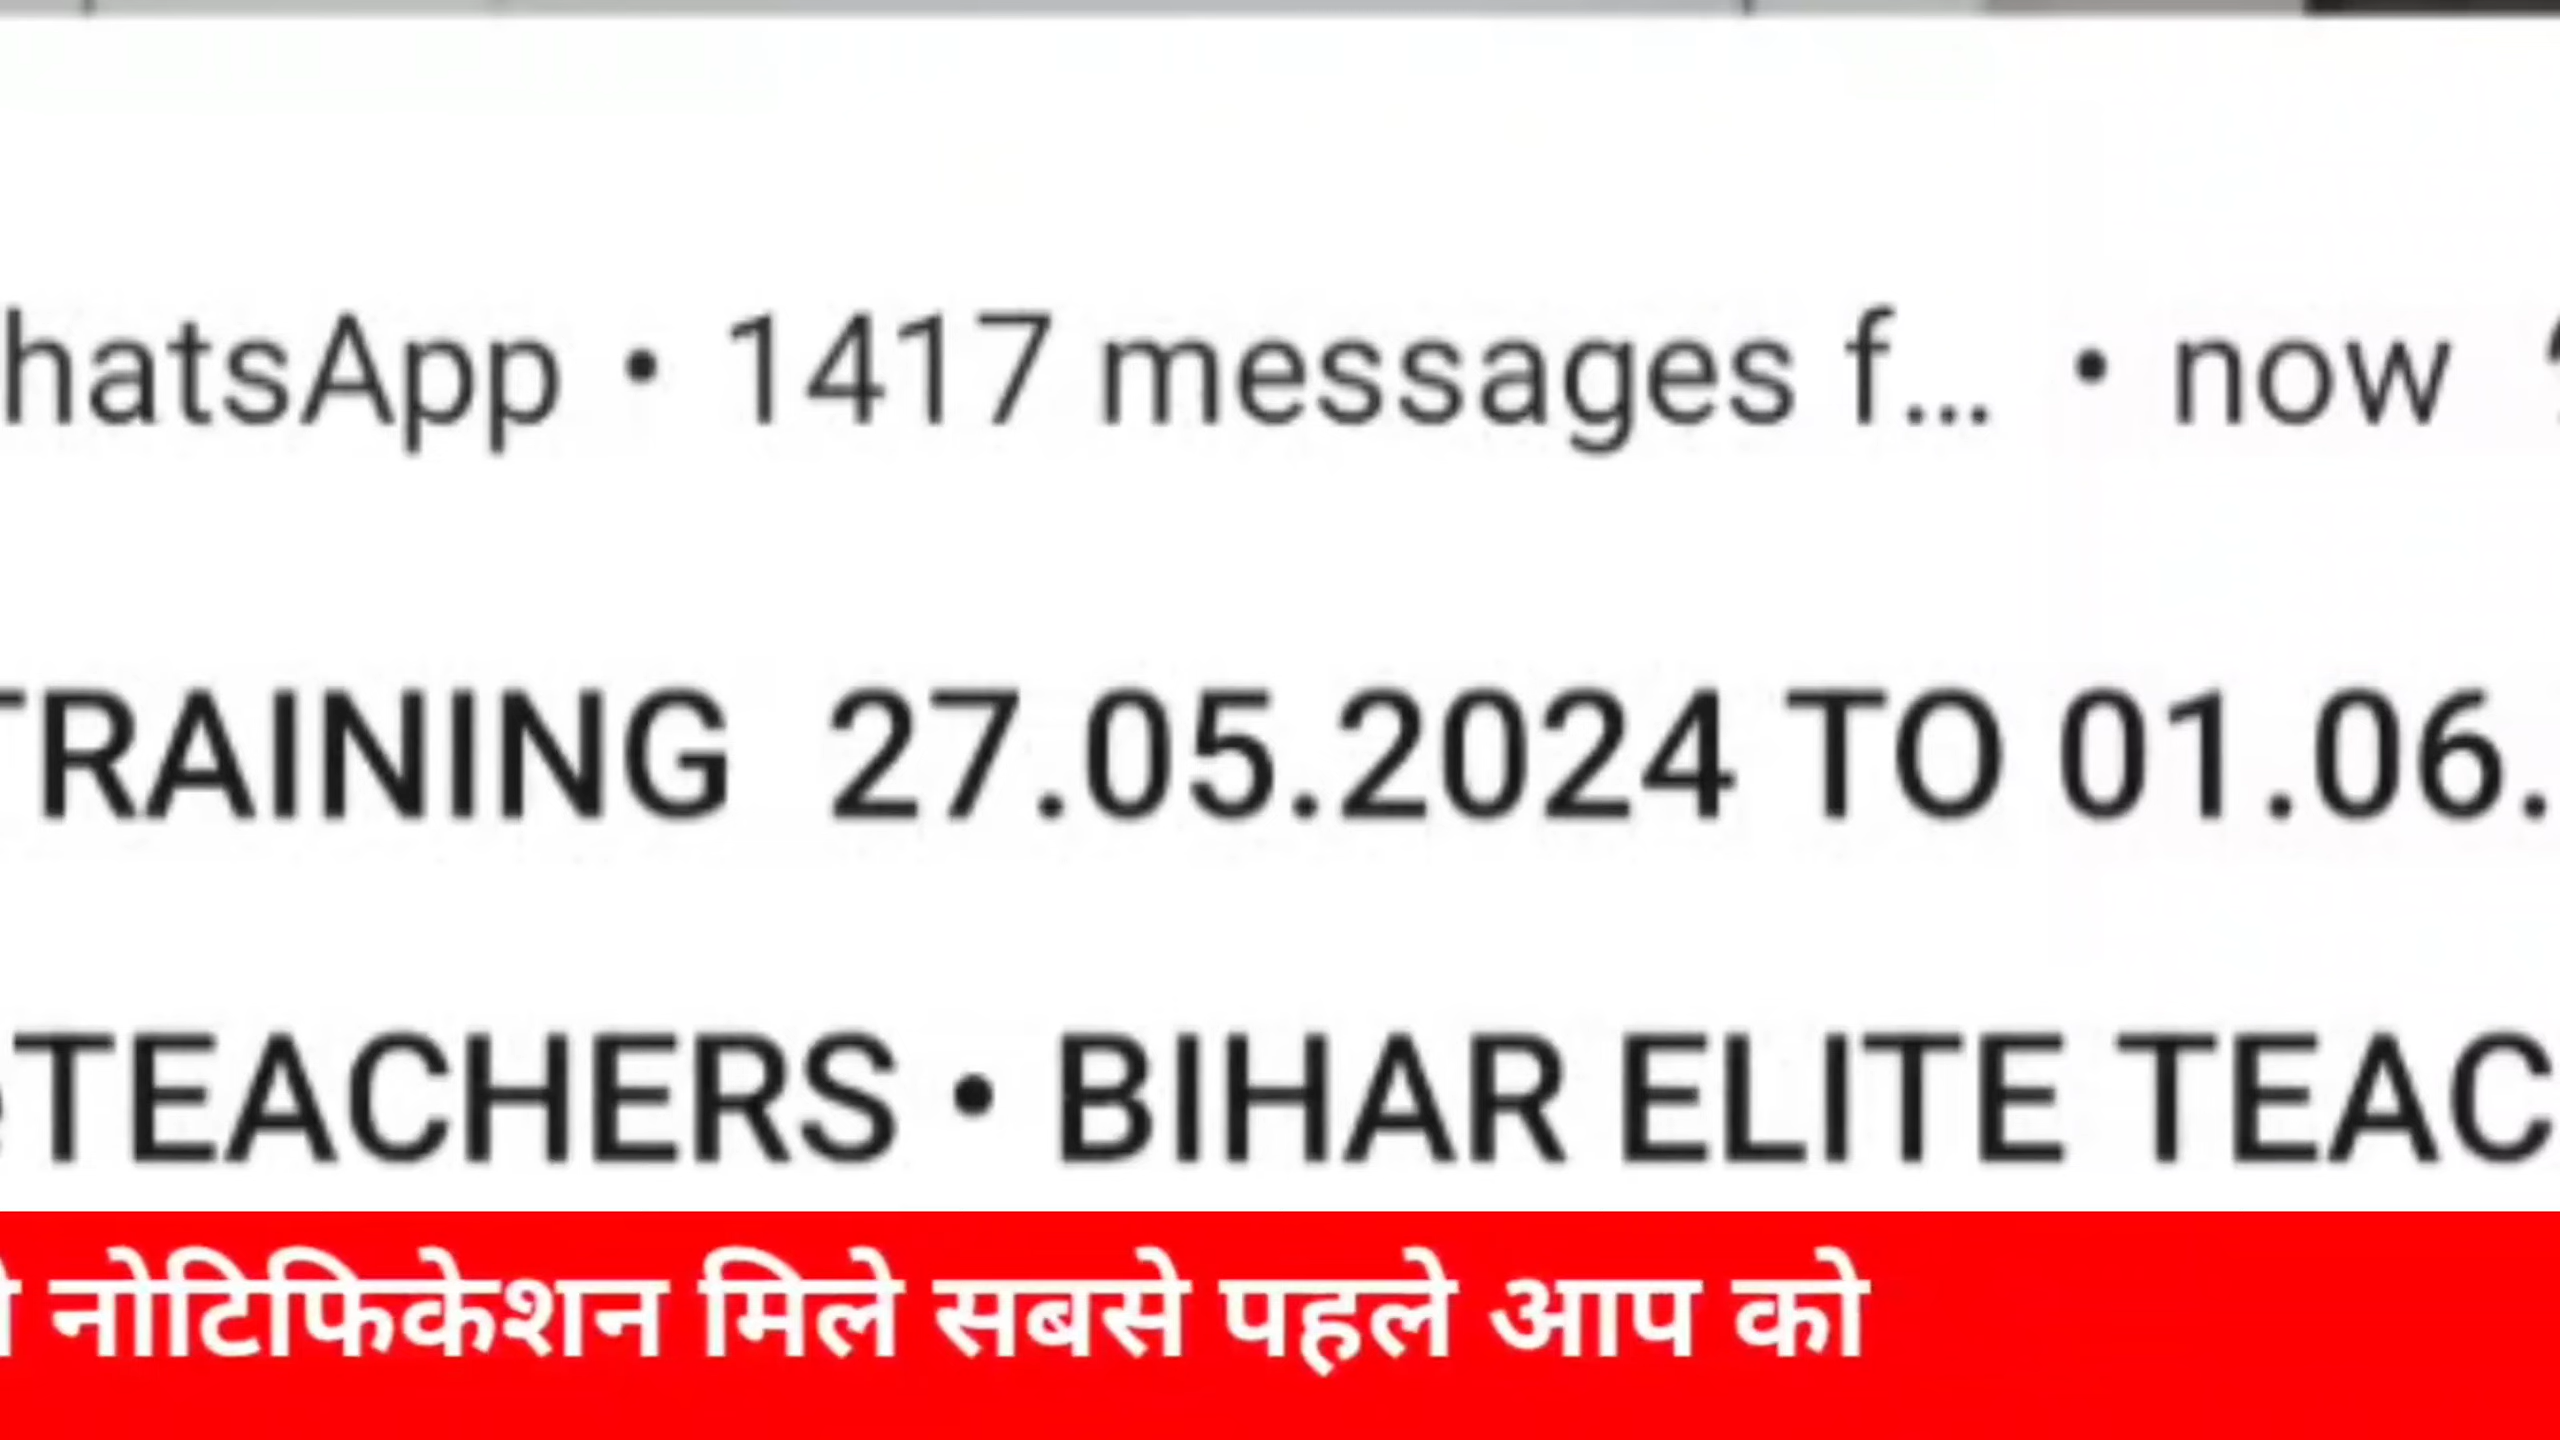 hatsApp • 1417 messages f... • now
TRAINING 27.05.2024 TO 01.06.
TEACHERS • BIHAR ELITE TEAC
नोटिफिकेशन मिले सबसे पहले आप को